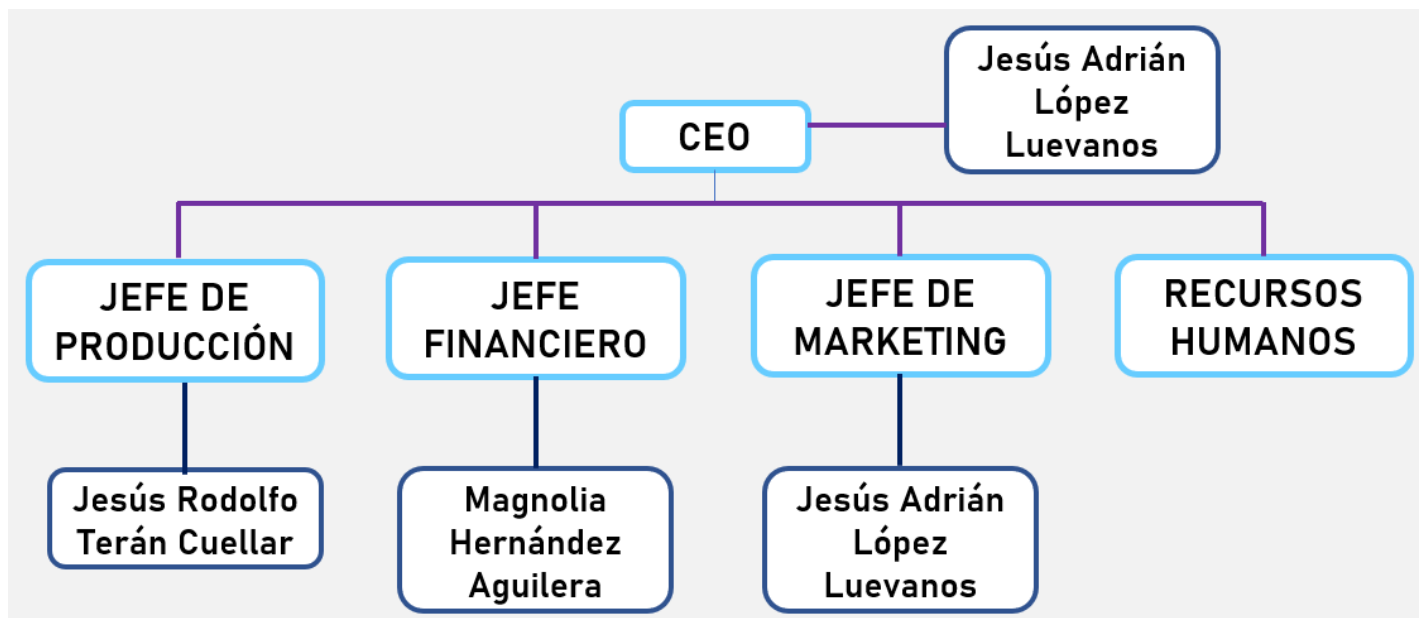 Jesús Adrián
López
Luevanos
CEO
JEFE DE
PRODUCCIÓN
JEFE
FINANCIERO
JEFE DE
MARKETING
RECURSOS
HUMANOS
Jesús Rodolfo
Terán Cuellar
Magnolia
Hernández
Aguilera
Jesús Adrián
López
Luevanos